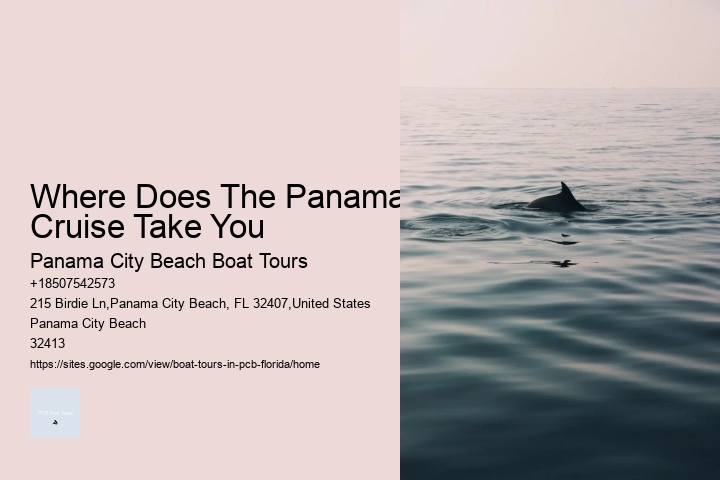 Where Does The Panama
Cruise Take You
Panama City Beach Boat Tours
+18507542573
215 Birdie Ln,Panama City Beach, FL 32407,United States
Panama City Beach
32413
https://sites.google.com/view/boat-tours-in-pcb-florida/home